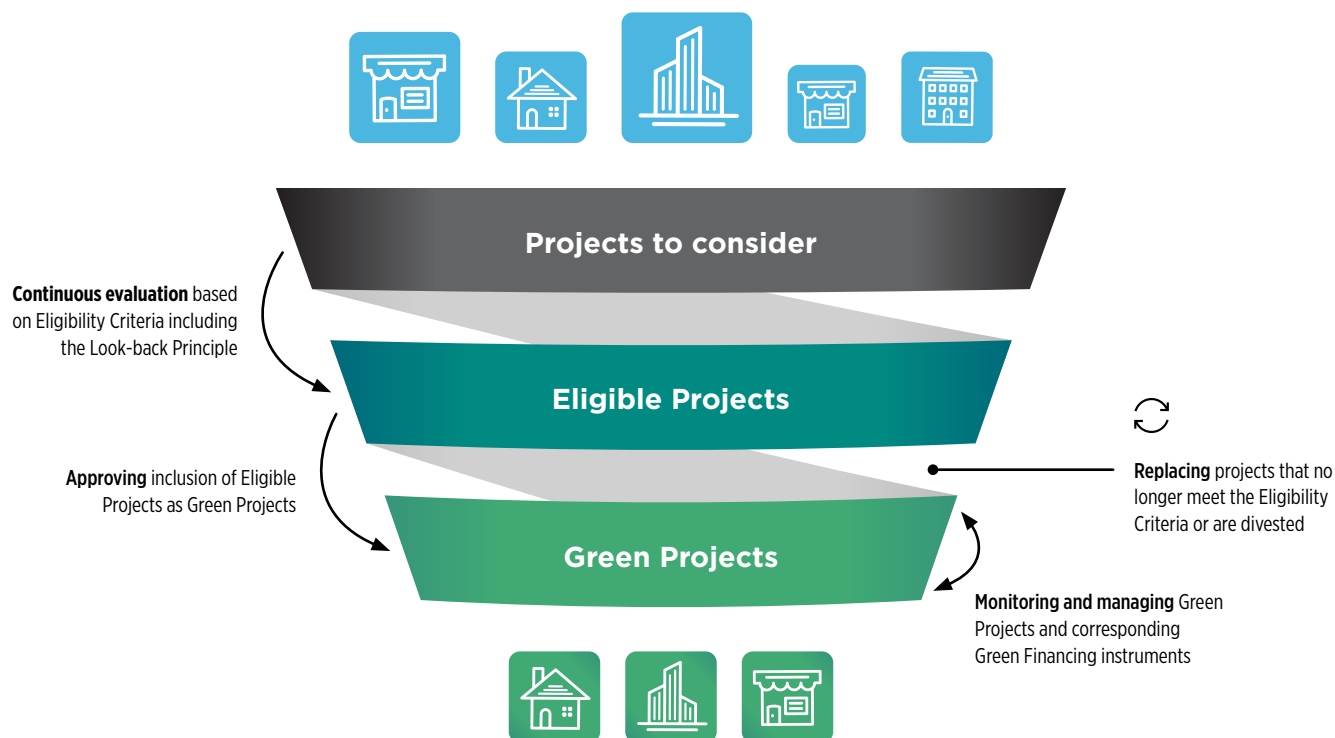 Projects to consider
Continuous evaluation based
on Eligibility Criteria including
the Look-back Principle
Eligible Projects
Approving inclusion of Eligible
Projects as Green Projects
Replacing projects that no
longer meet the Eligibility
Criteria or are divested
Green Projects
Monitoring and managing Green
Projects and corresponding
Green Financing instruments